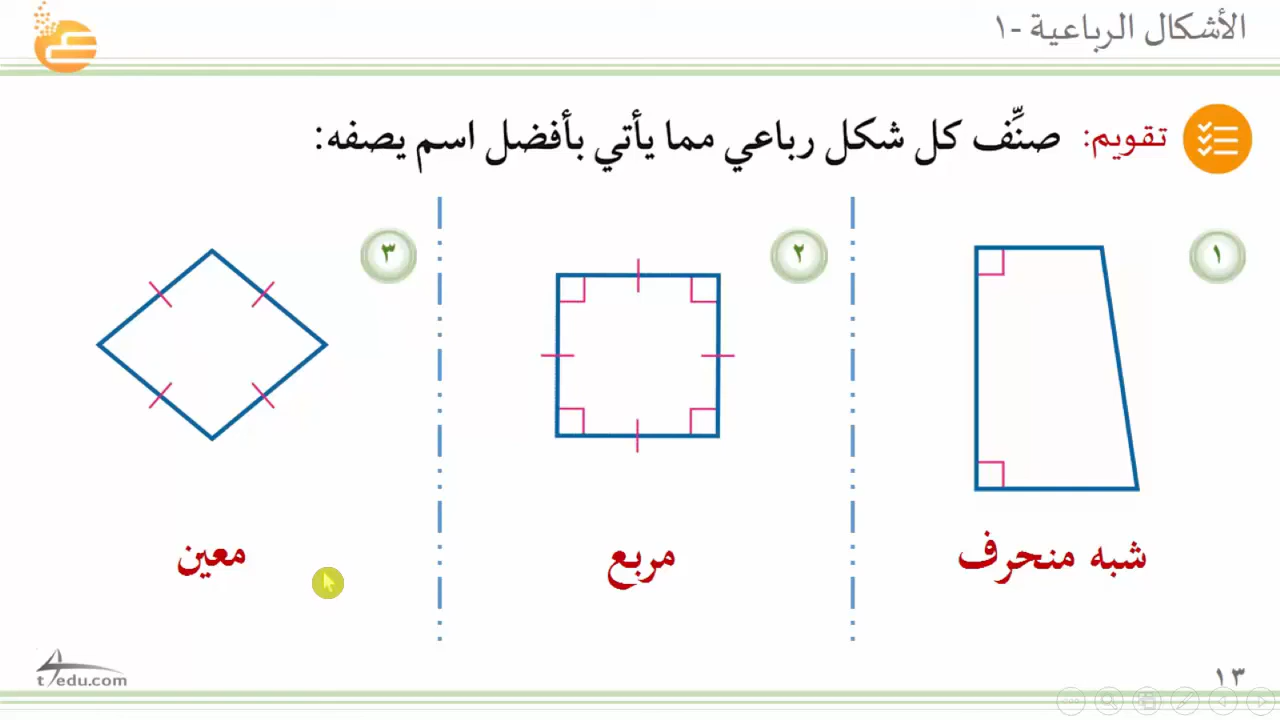 الأشكال الرباعية -١
تقويم: صنِّف كل شكل رباعي مما يأتي بأفضل اسم يصفه:
١
٢
٣
شبه منحرف
مربع
معين
١٣
t4edu.com